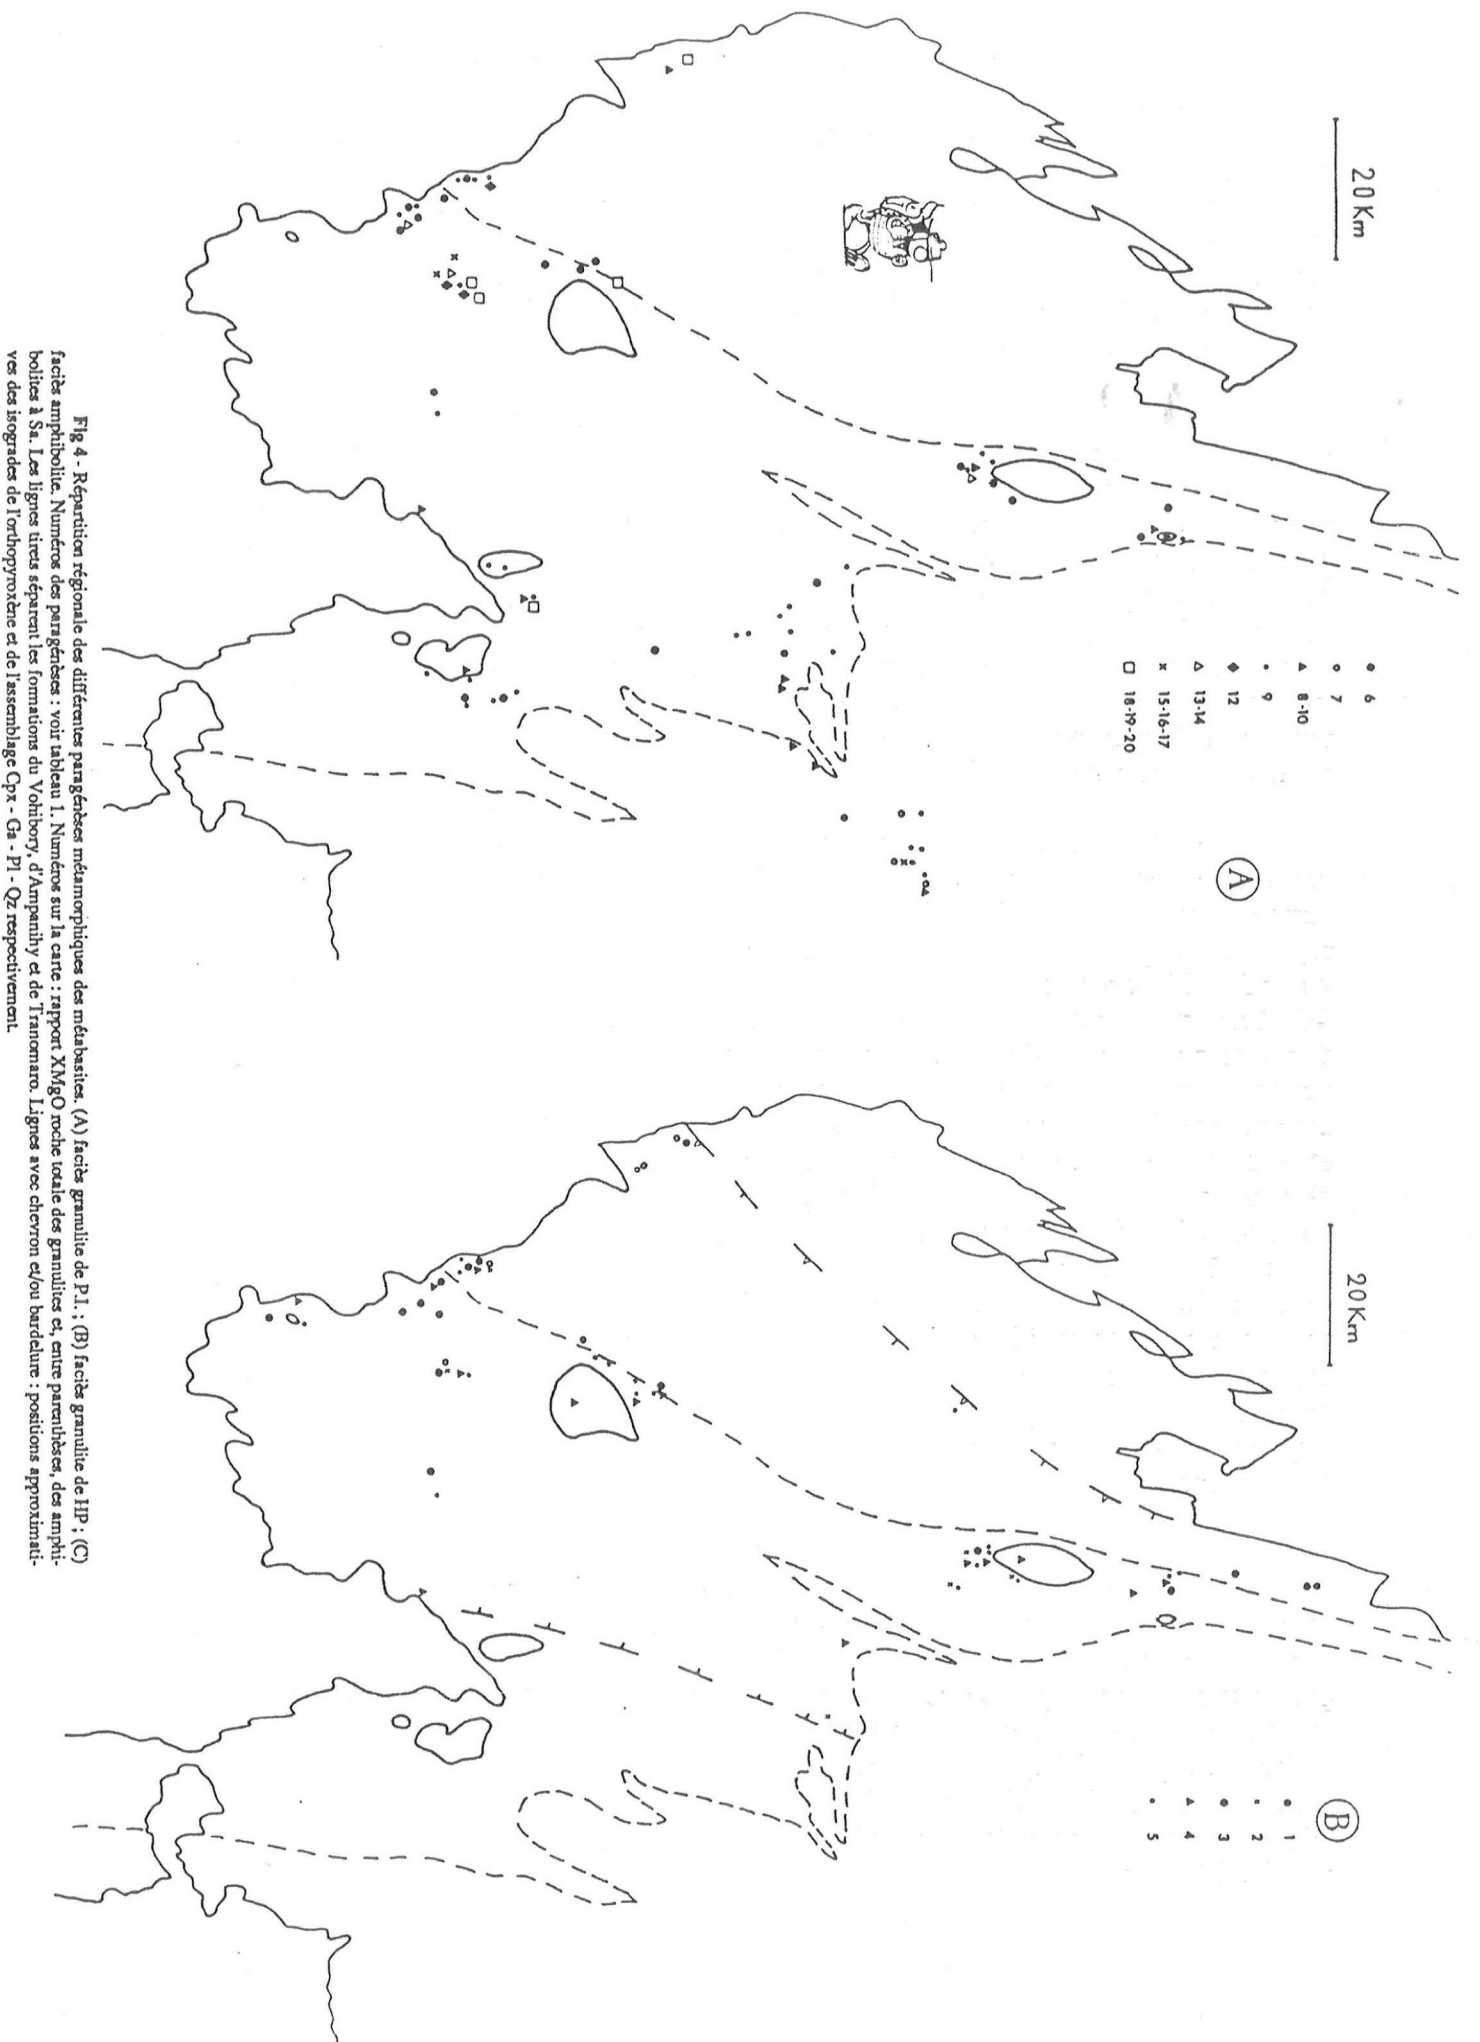 20 Km
6
7
8-10
9
12
13-14
15-16-17
18-19-20
A
20 Km
B
1
2
3
4
5
Fig 4 - Répartition régionale des différentes paragénèses métamorphiques des métabasites. (A) faciès granulite de P.I. ; (B) faciès granulite de HP ; (C)
faciès amphibolite. Numéros des paragénèses : voir tableau 1. Numéros sur la carte : rapport XMgO roche totale des granulites et, entre parenthèses, des amphi-
bolites à Sa. Les lignes tirets séparent les formations du Vohibory, d'Ampanihy et de Tranomaro. Lignes avec chevron et/ou bardelure : positions approximati-
ves des isogrades de l'orthopyroxène et de l'assemblage Cpx - Ga - Pl - Qz respectivement.